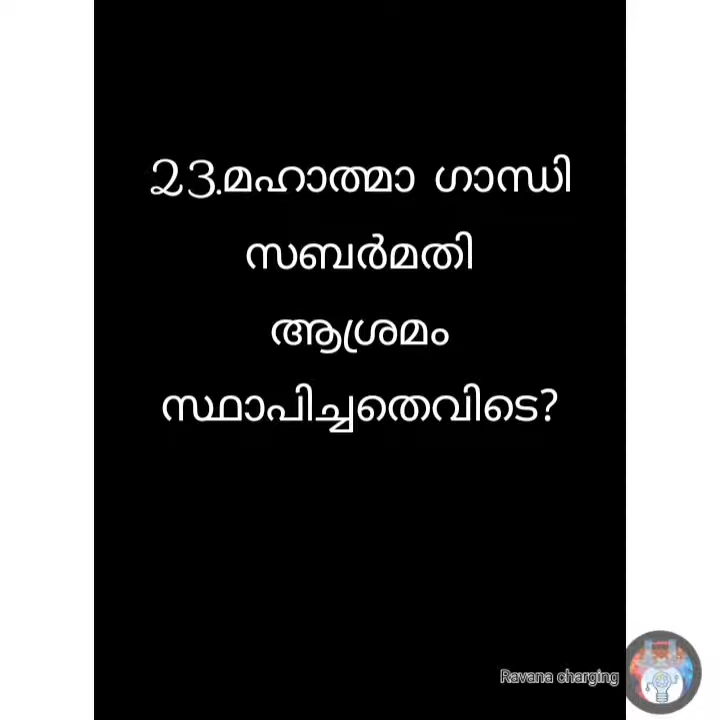 23.മഹാത്മാ ഗാന്ധി
സബർമതി
ആശ്രമം
സ്ഥാപിച്ചതെവിടെ?
Ravana charging